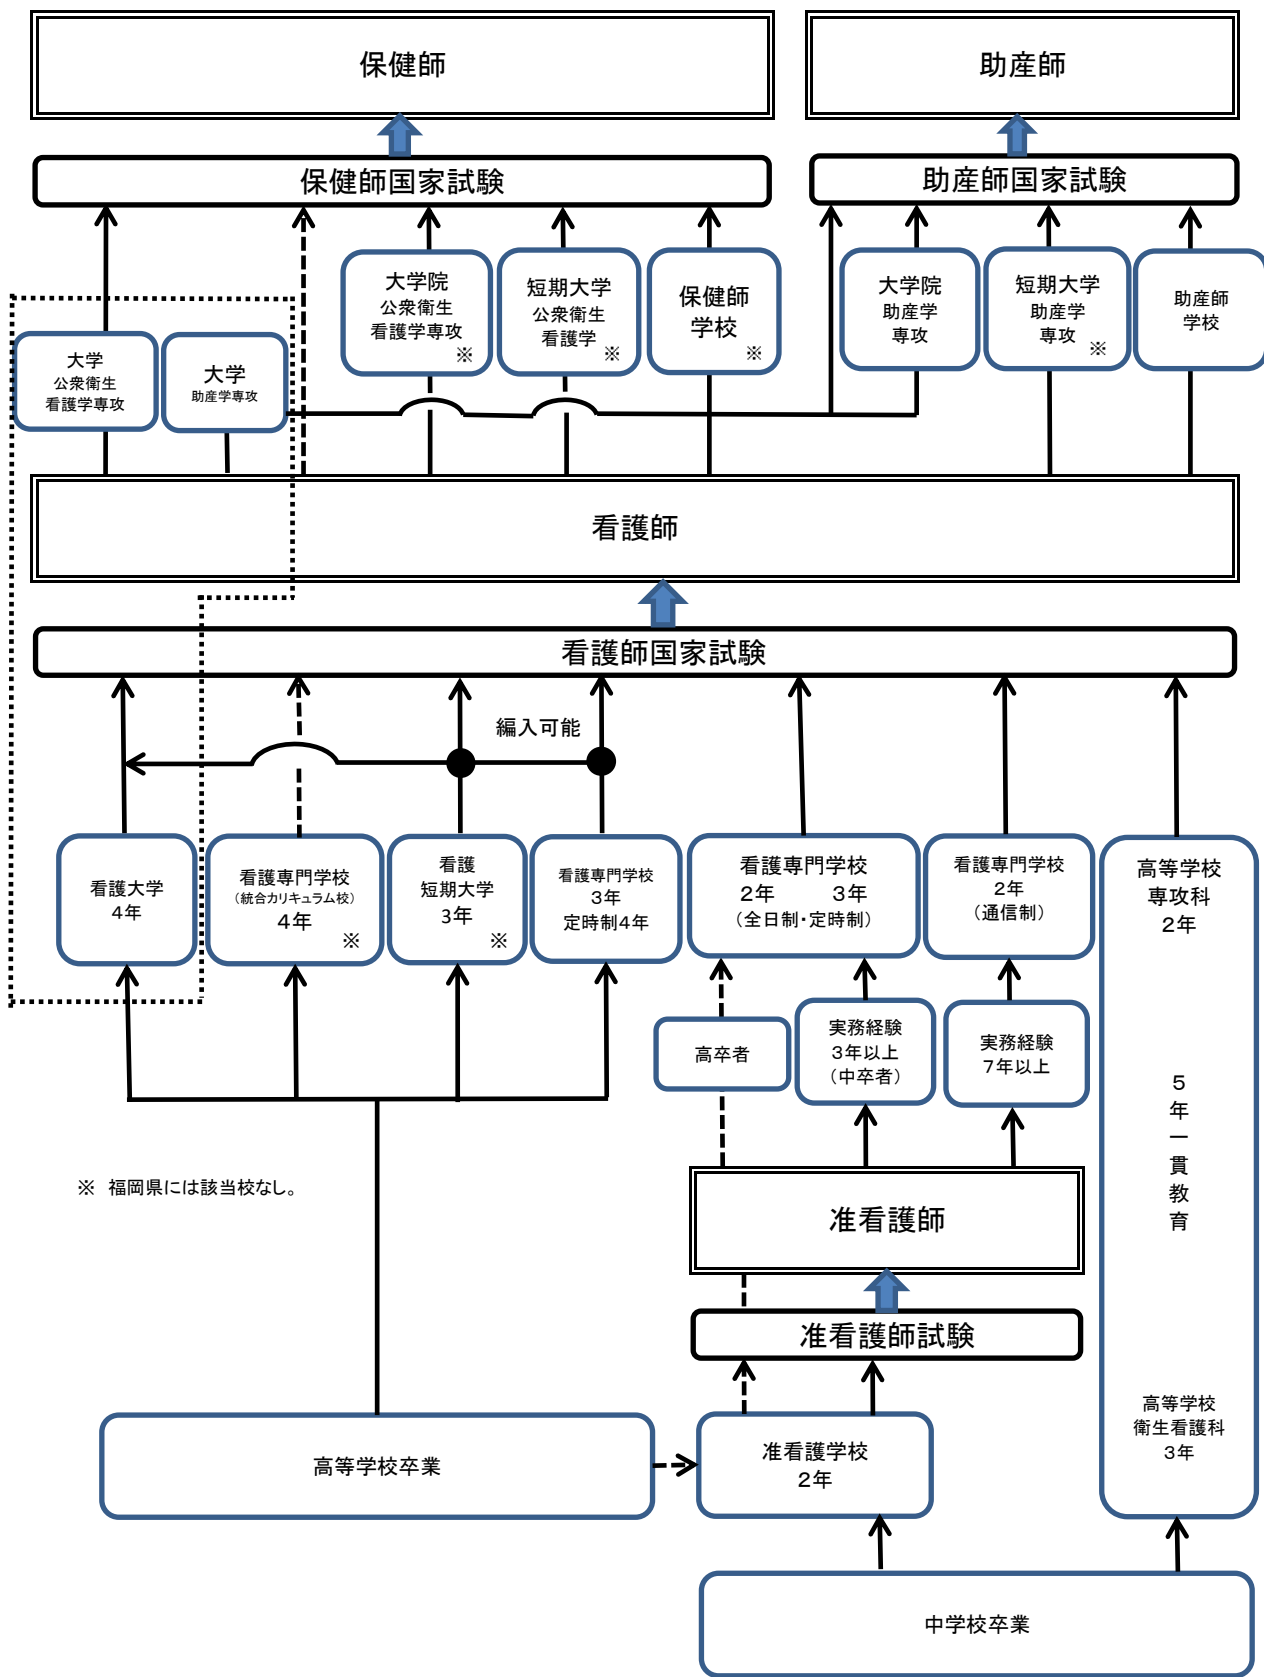 保健師
助産師
保健師国家試験
助産師国家試験
大学院
公衆衛生
看護学専攻
※
短期大学
公衆衛生
看護学
※
保健師
学校
※
大学院
助産学
専攻
短期大学
助産学
専攻
※
助産師
学校
大学
公衆衛生
看護学専攻
大学
助産学専攻
看護師
看護師国家試験
編入可能
看護大学
4年
看護専門学校
（統合カリキュラム校）
4年
※
看護
短期大学
3年
※
看護専門学校
3年
定時制4年
看護専門学校
2年 3年
（全日制・定時制）
看護専門学校
2年
（通信制）
高等学校
専攻科
2年
高卒者
実務経験
3年以上
（中卒者）
実務経験
7年以上
5
年
一
貫
教
育
※ 福岡県には該当校なし。
准看護師
准看護師試験
高等学校
衛生看護科
3年
高等学校卒業
准看護学校
2年
中学校卒業